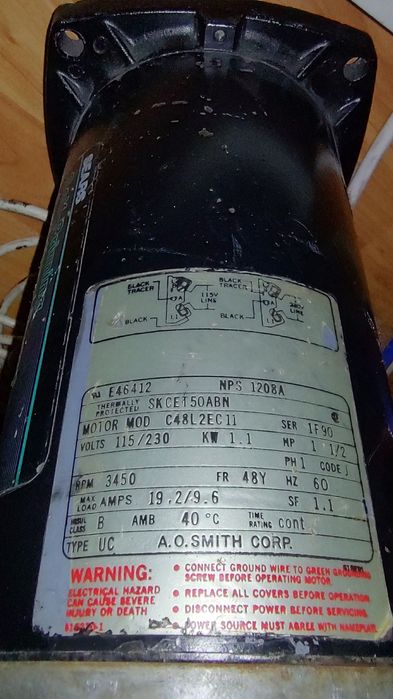 BLACK
TRACER
115V
LINE
BLACK
L1
A
BLACK
TRACER
LINE
BLACK
L1
A
E46412 NPS 1208A
THERMALLY
PROTECTED SKCET50ABN
MOTOR MOD C48L2EC11 SER 1F90
VOLTS 115/230 KW 1.1 HP 1 1/2
PH 1 CODE J
RPM 3450 FR 48Y HZ 60
MAX
LOAD AMPS 19.2/9.6 SF 1.1
INSUL
CLASS B AMB 40 °C TIME
RATING cont
TYPE UC A.O.SMITH CORP.
WARNING:
ELECTRICAL HAZARD
CAN CAUSE SEVERE
INJURY OR DEATH
• CONNECT GROUND WIRE TO GREEN GROUNDING
SCREW BEFORE OPERATING MOTOR.
• REPLACE ALL COVERS BEFORE OPERATION
• DISCONNECT POWER BEFORE SERVICING
• POWER SOURCE MUST AGREE WITH NAMEPLATE